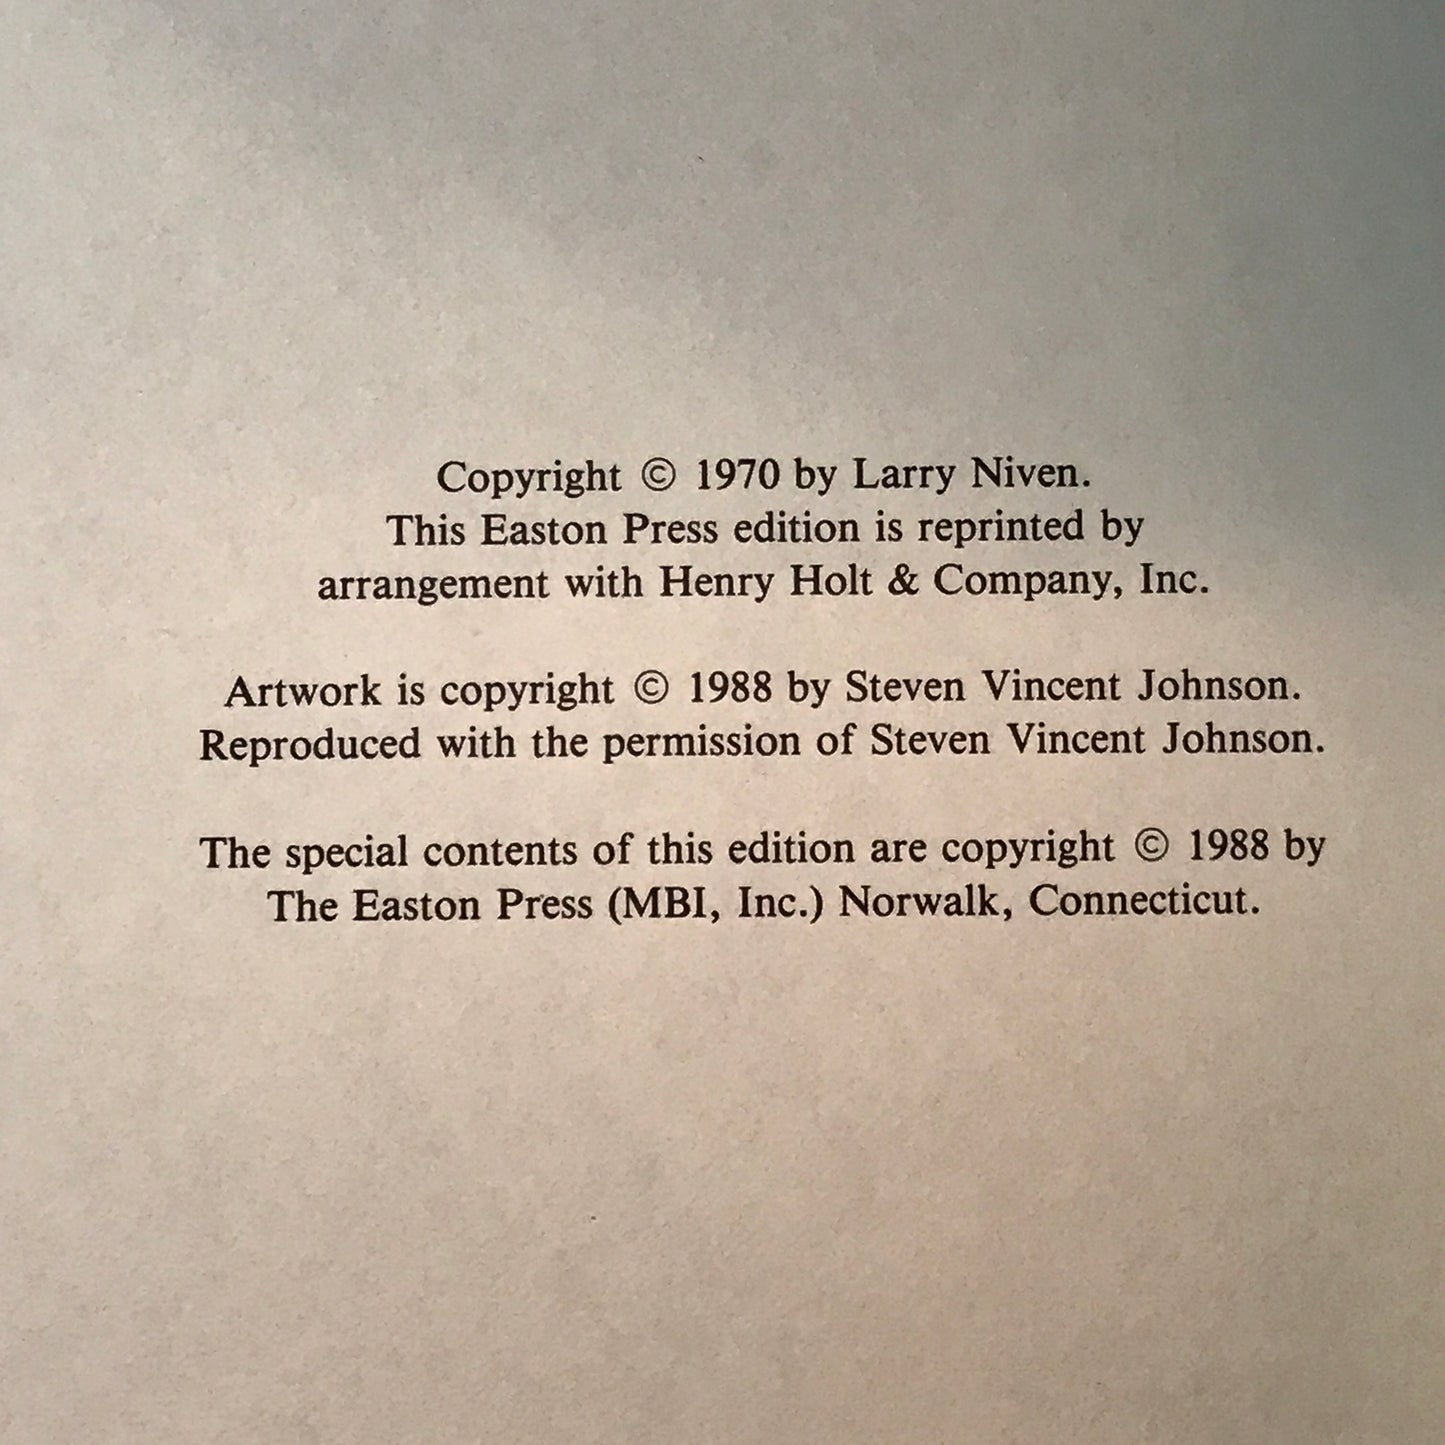 Copyright © 1970 by Larry Niven.
This Easton Press edition is reprinted by
arrangement with Henry Holt & Company, Inc.
Artwork is copyright © 1988 by Steven Vincent Johnson.
Reproduced with the permission of Steven Vincent Johnson.
The special contents of this edition are copyright © 1988 by
The Easton Press (MBI, Inc.) Norwalk, Connecticut.